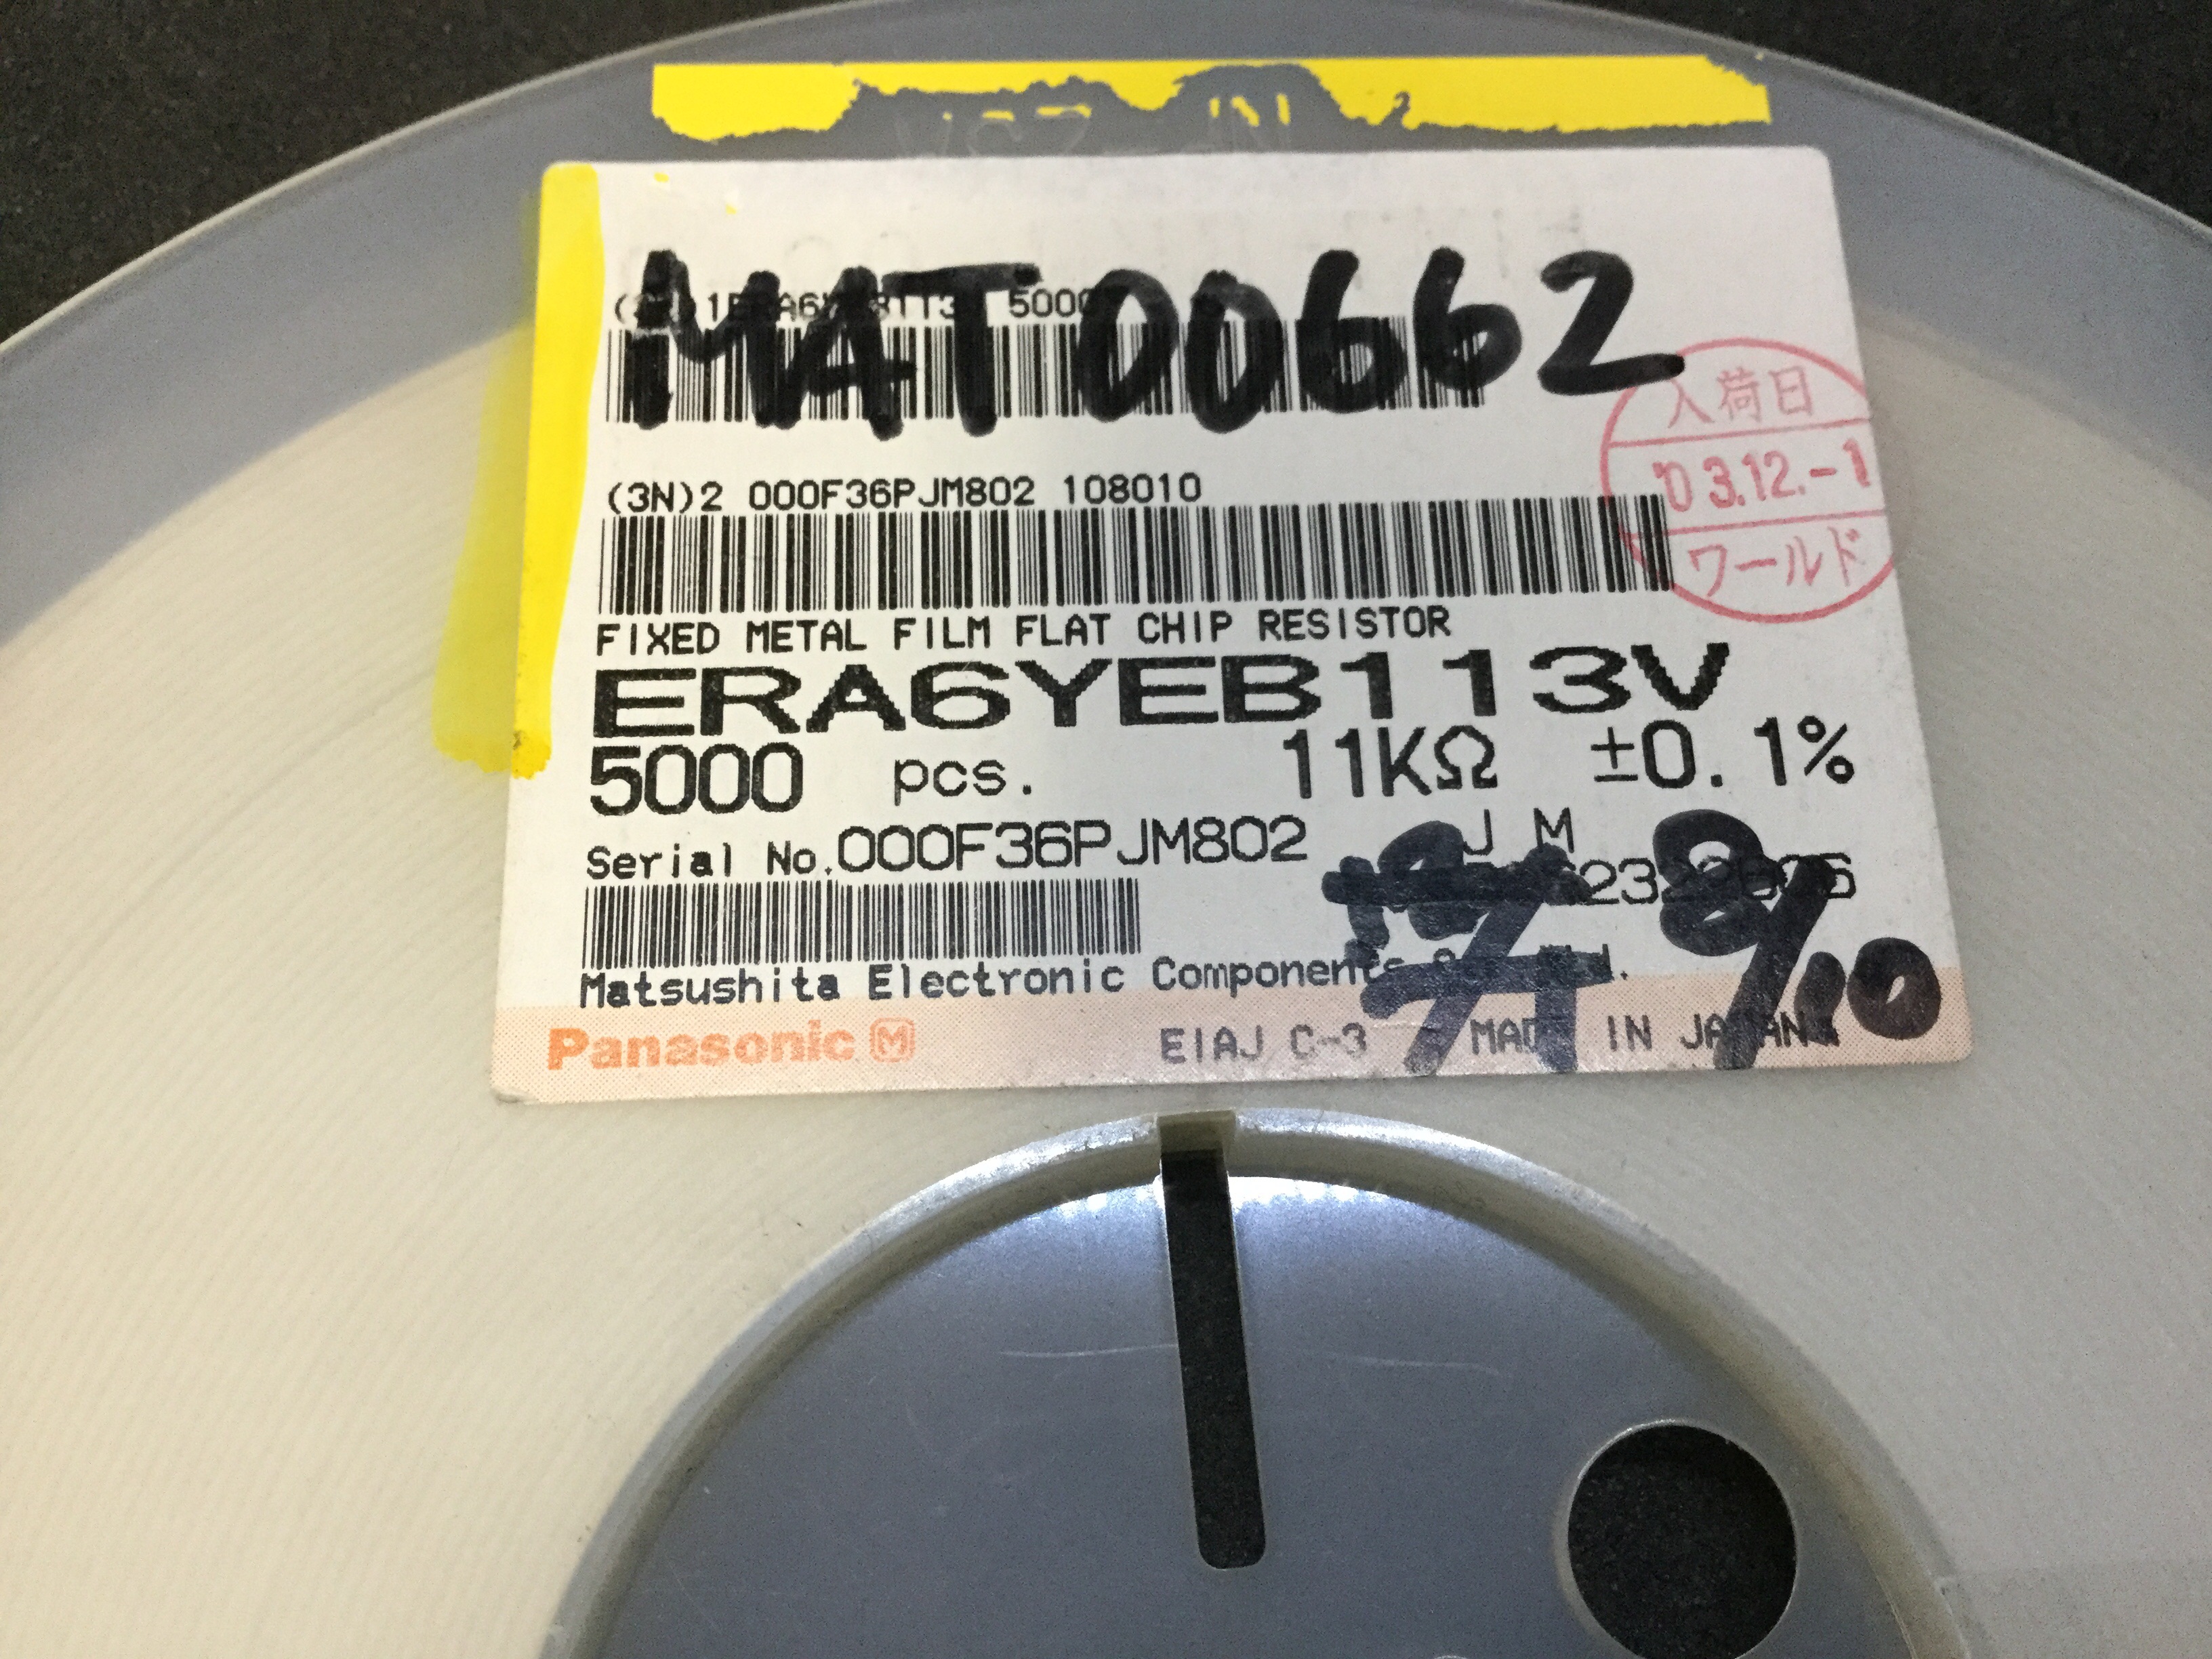 MAT00662
5000
入荷日
'03.12.-1
ワールド
(3N)2 000F36PJM802 108010
FIXED METAL FILM FLAT CHIP RESISTOR
ERA6YEB113V
5000 pcs. 11KΩ ±0.1%
Serial No.000F36PJM802 J M
8/10
Matsushita Electronic Components
Panasonic M EIAJ C-3 MADE IN JAPAN